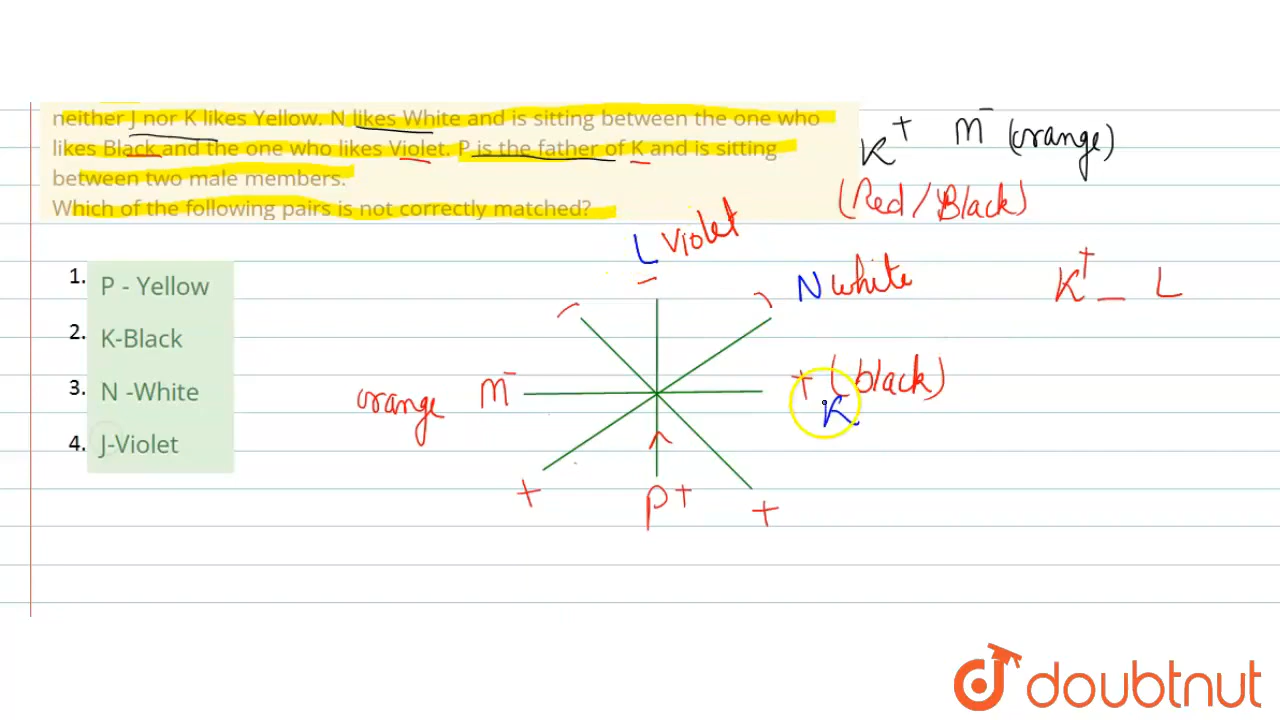 neither J nor K likes Yellow. N likes White and is sitting between the one who
likes Black and the one who likes Violet. P is the father of K and is sitting
between two male members.
Which of the following pairs is not correctly matched?
K+ M- (orange)
(Red/Black)
1. P - Yellow
2. K-Black
3. N -White
4. J-Violet
L Violet
-
N white
K+ _ L
orange M-
+ (black)
K
+
P+
+
doubtnut